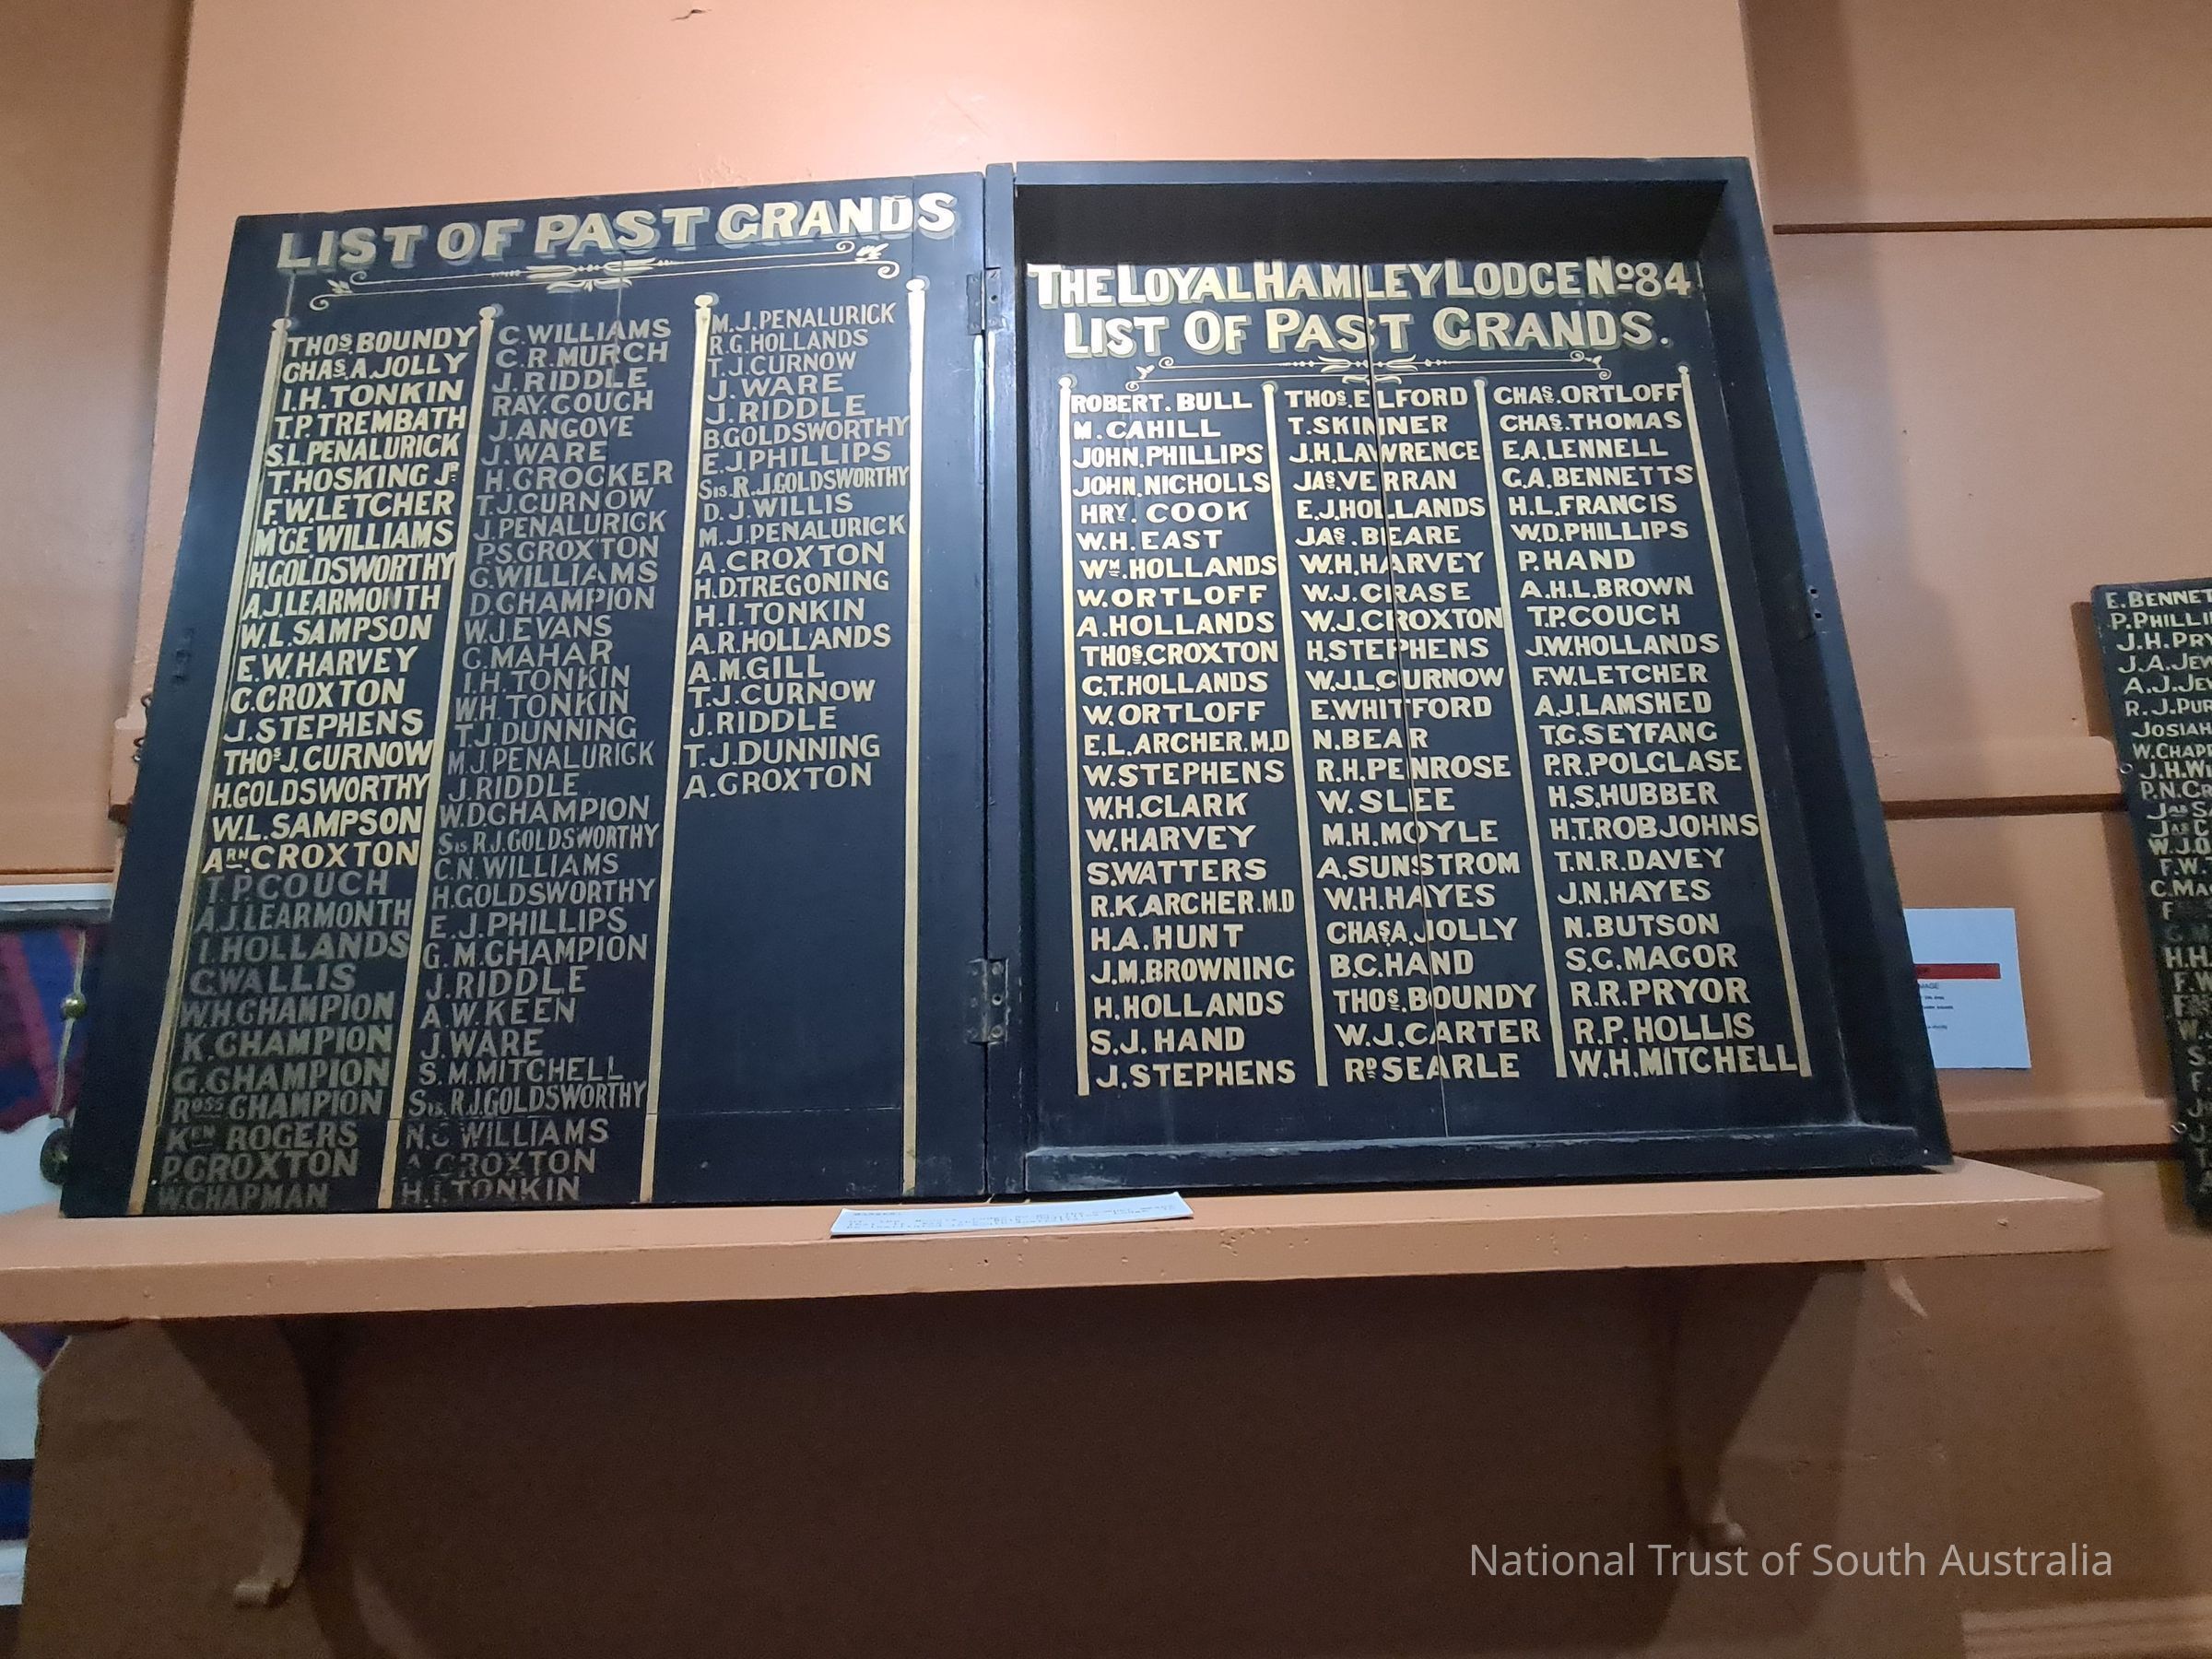 LIST OF PAST GRANDS
THOS. BOUNDY
CHAS. A. JOLLY
I.H. TONKIN
T.P. TREMBATH
S.L. PENALURICK
T. HOSKING JR.
F.W. LETCHER
McGE WILLIAMS
H. GOLDSWORTHY
A.J. LEARMONTH
W.L. SAMPSON
E.W. HARVEY
C. CROXTON
J. STEPHENS
THOS J. CURNOW
H. GOLDSWORTHY
W.L. SAMPSON
ARN. CROXTON
T.P. COUCH
A.J. LEARMONTH
I. HOLLANDS
C. WALLIS
W.H. CHAMPION
K. CHAMPION
G. CHAMPION
ROSS CHAMPION
KEN ROGERS
P. CROXTON
W. CHAPMAN
C. WILLIAMS
C.R. MURCH
J. RIDDLE
RAY. COUCH
J. ANGOVE
J. WARE
H. CROCKER
T.J. CURNOW
J. PENALURICK
P.S. CROXTON
G. WILLIAMS
D. CHAMPION
W.J. EVANS
C. MAHAR
I.H. TONKIN
W.H. TONKIN
T.J. DUNNING
M.J. PENALURICK
J. RIDDLE
W.D CHAMPION
SIS R.J. GOLDSWORTHY
C.N. WILLIAMS
H. GOLDSWORTHY
E.J. PHILLIPS
G.M. CHAMPION
J. RIDDLE
A.W. KEEN
J. WARE
S.M. MITCHELL
SIS. R.J. GOLDSWORTHY
N.C WILLIAMS
A CROXTON
H.I. TONKIN
M.J. PENALURICK
R.G. HOLLANDS
T.J. CURNOW
J. WARE
J. RIDDLE
B. GOLDSWORTHY
E.J. PHILLIPS
SIS. R.J. GOLDSWORTHY
D.J. WILLIS
M.J. PENALURICK
A. CROXTON
H.D. TREGONING
H.I. TONKIN
A.R. HOLLANDS
A.M. GILL
T.J. CURNOW
J. RIDDLE
T.J. DUNNING
A. CROXTON
THE LOYAL HAMLEY LODGE No 84
LIST OF PAST GRANDS.
ROBERT. BULL
M. CAHILL
JOHN. PHILLIPS
JOHN. NICHOLLS
HRY. COOK
W.H. EAST
WM. HOLLANDS
W. ORTLOFF
A. HOLLANDS
THOS. CROXTON
C.T. HOLLANDS
W. ORTLOFF
E.L. ARCHER. M.D
W. STEPHENS
W.H. CLARK
W. HARVEY
S. WATTERS
R.K. ARCHER. M.D
H.A. HUNT
J.M. BROWNING
H. HOLLANDS
S.J. HAND
J. STEPHENS
THOS. ELFORD
T. SKINNER
J.H. LAWRENCE
JAS. VERRAN
E.J. HOLLANDS
JAS. BEARE
W.H. HARVEY
W.J. CRASE
W.J. CROXTON
H. STEPHENS
W.J.L. CURNOW
E. WHITFORD
N. BEAR
R.H. PENROSE
W. SLEE
M.H. MOYLE
A. SUNSTROM
W.H. HAYES
CHAS A. JOLLY
B.C. HAND
THOS. BOUNDY
W.J. CARTER
RD SEARLE
CHAS. ORTLOFF
CHAS. THOMAS
E.A. LENNELL
G.A. BENNETTS
H.L. FRANCIS
W.D. PHILLIPS
P. HAND
A.H.L. BROWN
T.P. COUCH
J.W. HOLLANDS
F.W. LETCHER
A.J. LAMSHED
T.G. SEYFANG
P.R. POLGLASE
H.S. HUBBER
H.T. ROBJOHNS
T.N.R. DAVEY
J.N. HAYES
N. BUTSON
S.G. MAGOR
R.R. PRYOR
R.P. HOLLIS
W.H. MITCHELL
National Trust of South Australia